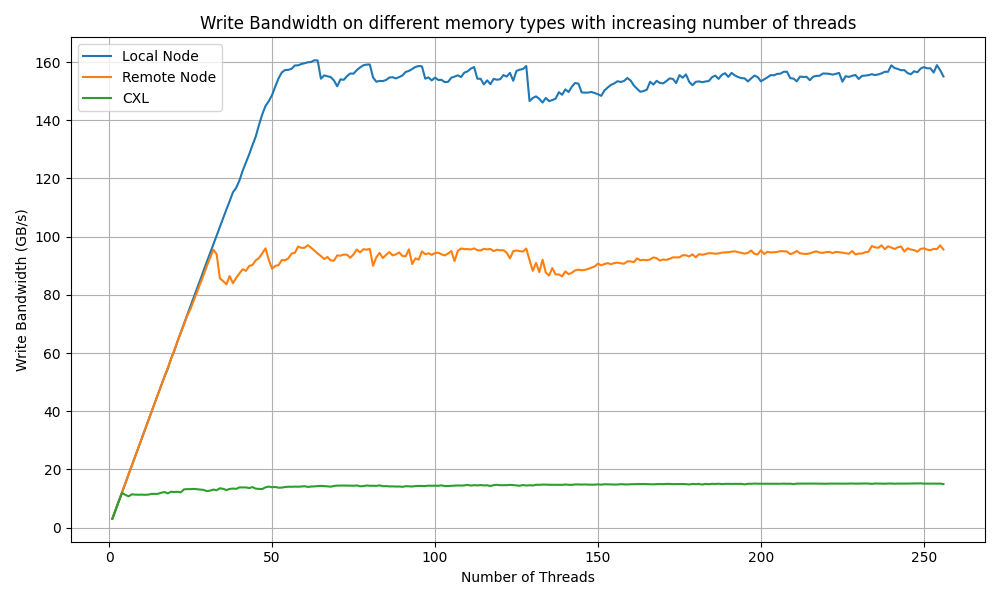 Write Bandwidth on different memory types with increasing number of threads
Local Node
Remote Node
CXL
160
140
120
100
80
60
40
20
0
Write Bandwidth (GB/s)
0 50 100 150 200 250
Number of Threads